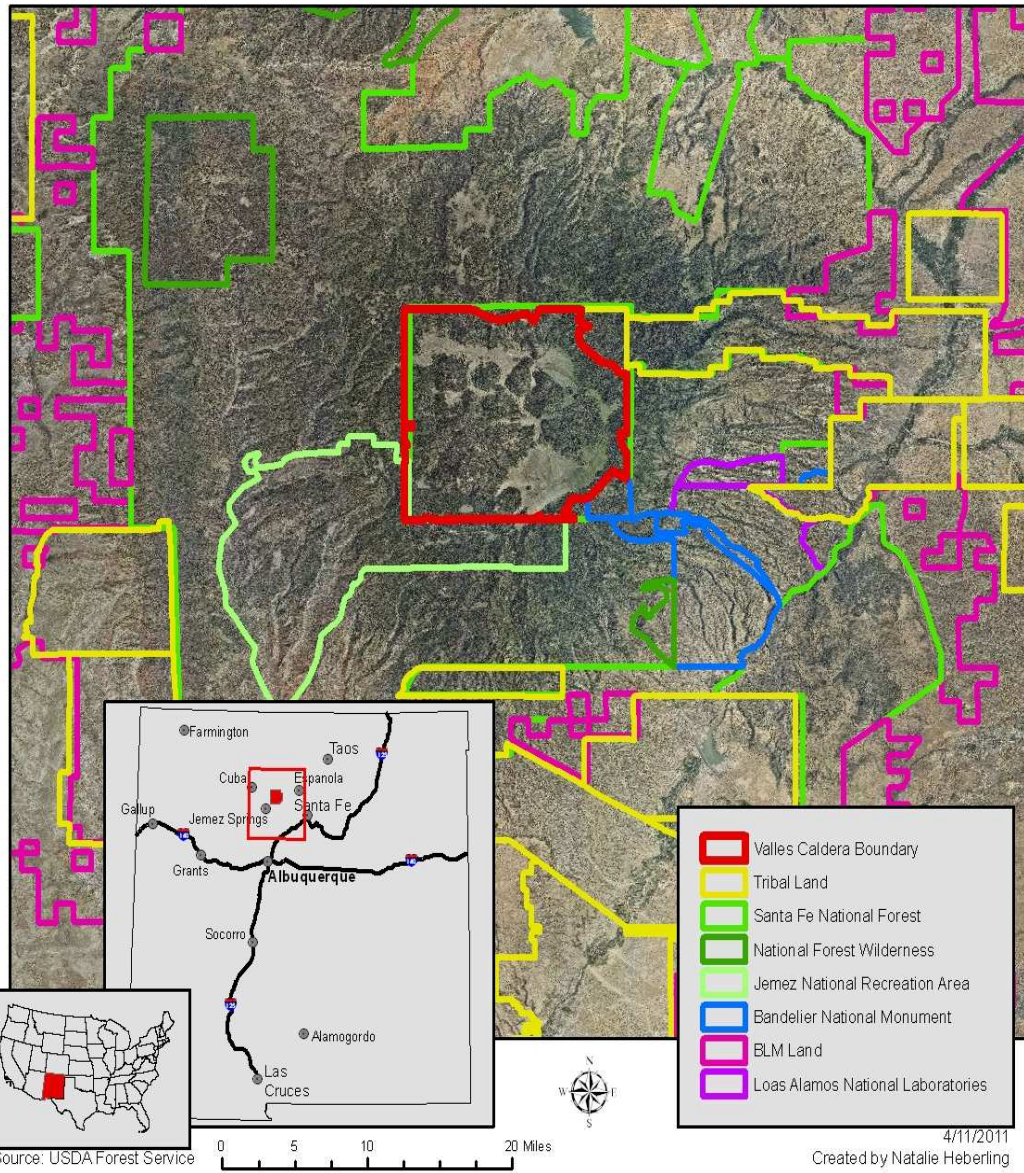 Farmington
Taos
Cuba
Espanola
Gallup
Jemez Springs
Santa Fe
Grants
Albuquerque
Socorro
Alamogordo
Las
Cruces
Valles Caldera Boundary
Tribal Land
Santa Fe National Forest
National Forest Wilderness
Jemez National Recreation Area
Bandelier National Monument
BLM Land
Loas Alamos National Laboratories
N
W E
S
0 5 10 20 Miles
4/11/2011
Source: USDA Forest Service
Created by Natalie Heberling